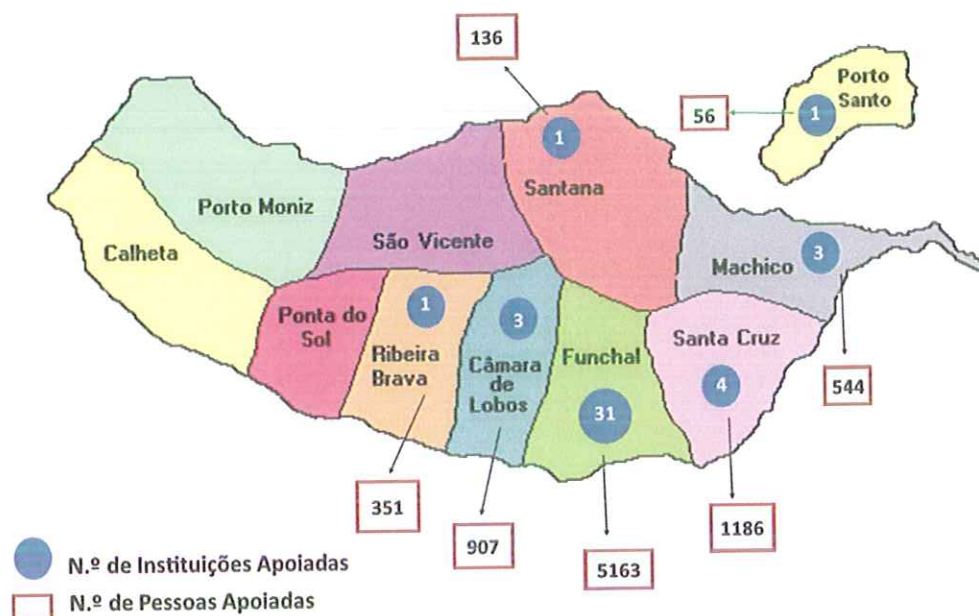 136
Porto
Santo
56
1
1
Santana
Porto Moniz
São Vicente
Calheta
Machico
3
Ponta do
Sol
1
Ribeira
Brava
3
Câmara
de
Lobos
Funchal
31
Santa Cruz
4
544
351
907
5163
1186
N.º de Instituições Apoiadas
N.º de Pessoas Apoiadas